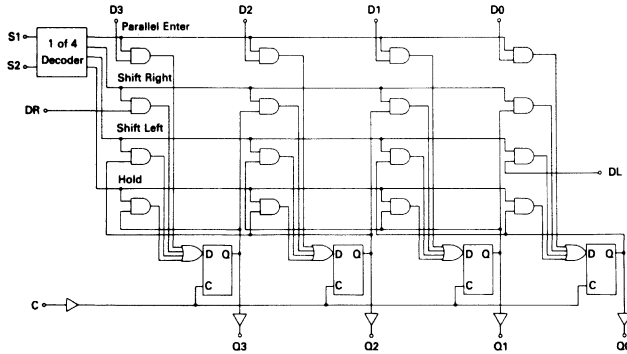 D3 D2 D1 D0
Parallel Enter
S1
1 of 4
Decoder
S2
Shift Right
DR
Shift Left
DL
Hold
D Q D Q D Q D Q
C C C C
C
Q3 Q2 Q1 Q0